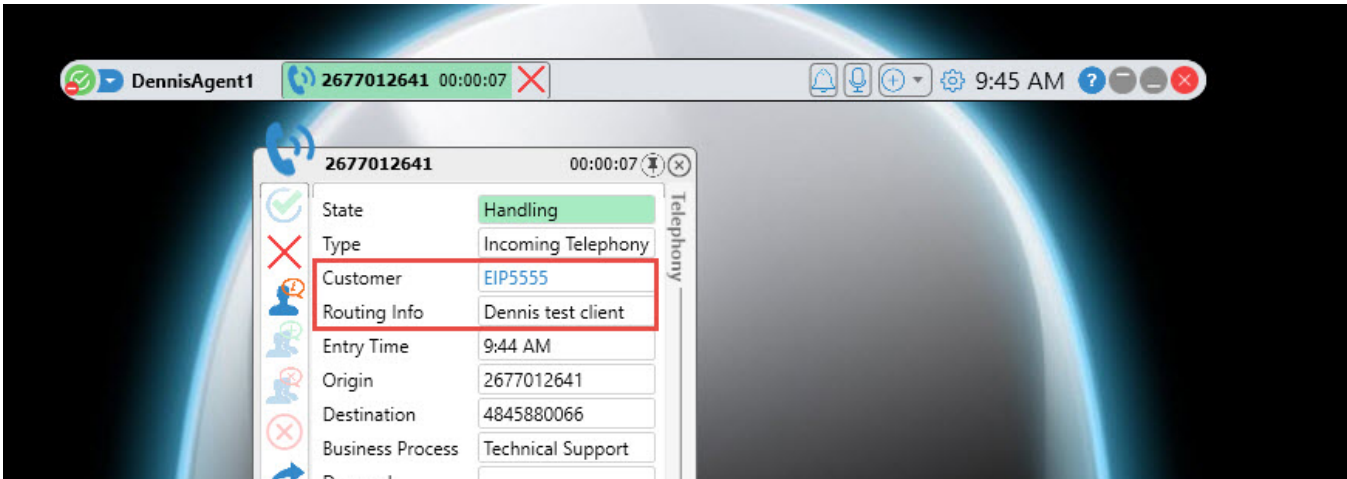 DennisAgent1 2677012641 00:00:07 9:45 AM ?
2677012641 00:00:07
Telephony
State Handling
Type Incoming Telephony
Customer EIP5555
Routing Info Dennis test client
Entry Time 9:44 AM
Origin 2677012641
Destination 4845880066
Business Process Technical Support